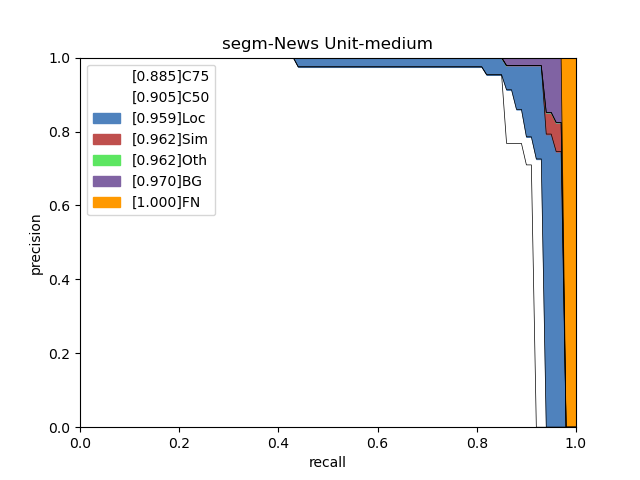 segm-News Unit-medium
1.0
0.8
0.6
0.4
0.2
0.0
precision
[0.885]C75
[0.905]C50
[0.959]Loc
[0.962]Sim
[0.962]Oth
[0.970]BG
[1.000]FN
0.0 0.2 0.4 0.6 0.8 1.0
recall